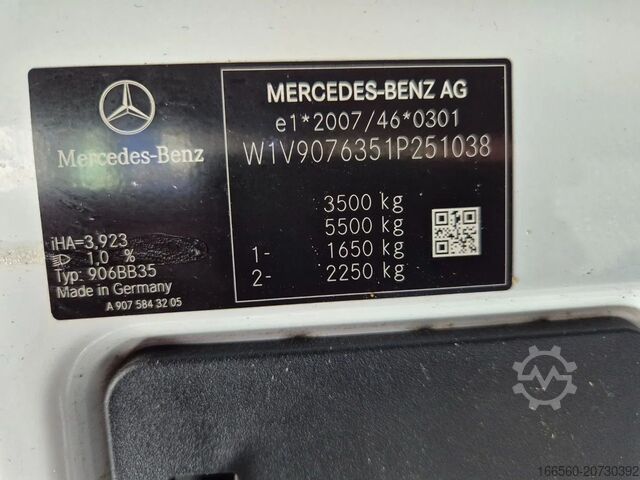 MERCEDES-BENZ AG
e1*2007/46*0301
W1V9076351P251038
3500 kg
5500 kg
1- 1650 kg
2- 2250 kg
Mercedes-Benz
iHA=3,923
1,0 %
Typ: 906BB35
Made in Germany
A 907 584 32 05
166560-20730392